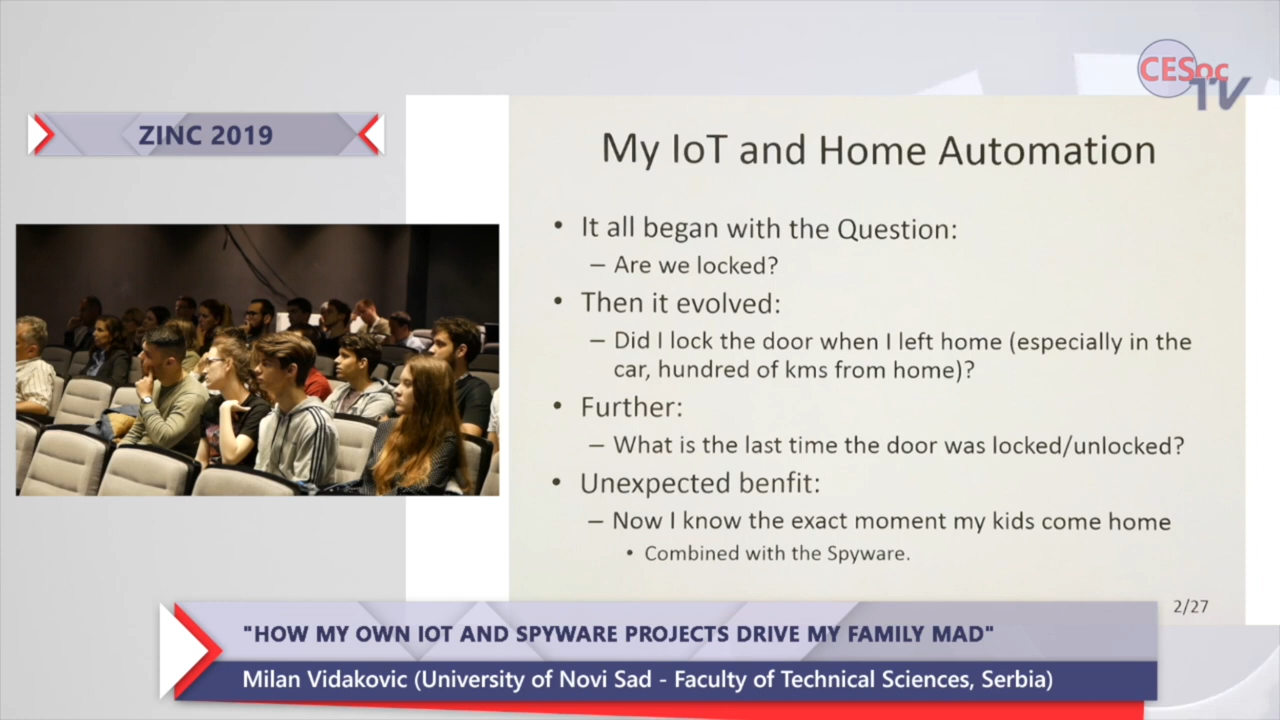 CESoc
TV
ZINC 2019
My IoT and Home Automation
• It all began with the Question:
– Are we locked?
• Then it evolved:
– Did I lock the door when I left home (especially in the
car, hundred of kms from home)?
• Further:
– What is the last time the door was locked/unlocked?
• Unexpected benfit:
– Now I know the exact moment my kids come home
• Combined with the Spyware.
2/27
"HOW MY OWN IOT AND SPYWARE PROJECTS DRIVE MY FAMILY MAD"
Milan Vidakovic (University of Novi Sad - Faculty of Technical Sciences, Serbia)